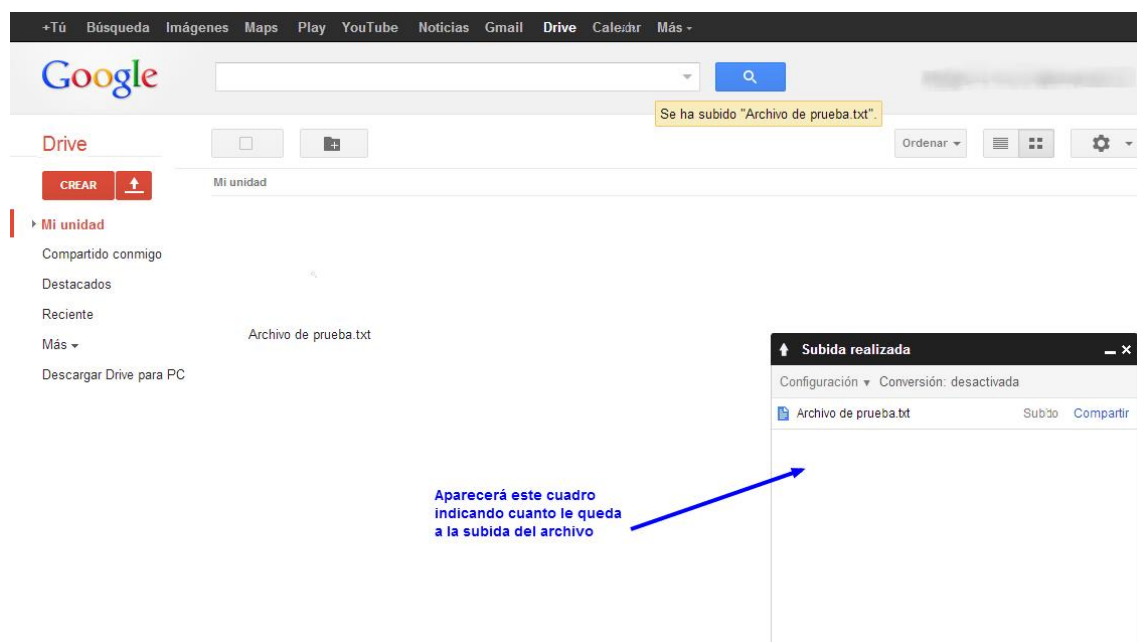 +Tú Búsqueda Imágenes Maps Play YouTube Noticias Gmail Drive Calendar Más
Google
Se ha subido "Archivo de prueba.txt".
Drive
Ordenar
CREAR
Mi unidad
Mi unidad
Compartido conmigo
Destacados
Reciente
Archivo de prueba.txt
Más
Descargar Drive para PC
Subida realizada
Configuración Conversión: desactivada
Archivo de prueba.txt Subido Compartir
Aparecerá este cuadro
indicando cuanto le queda
a la subida del archivo